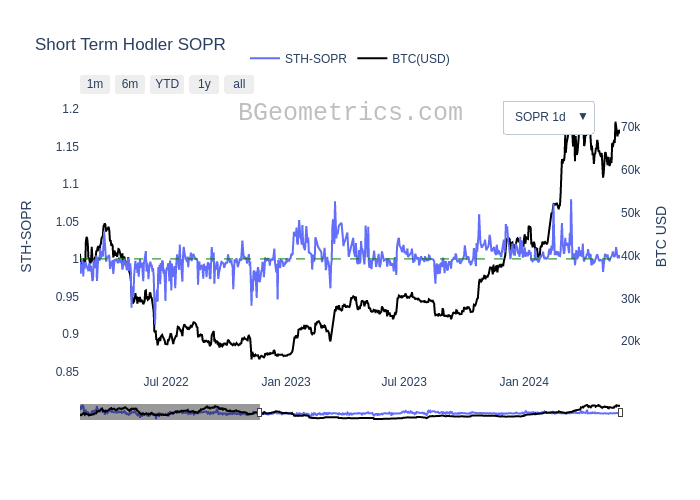 Short Term Hodler SOPR
STH-SOPR
BTC(USD)
1m
6m
YTD
1y
all
BGeometrics.com
SOPR 1d ▼
1.2
1.15
1.1
1.05
1
0.95
0.9
0.85
STH-SOPR
70k
60k
50k
40k
30k
20k
BTC USD
Jul 2022
Jan 2023
Jul 2023
Jan 2024